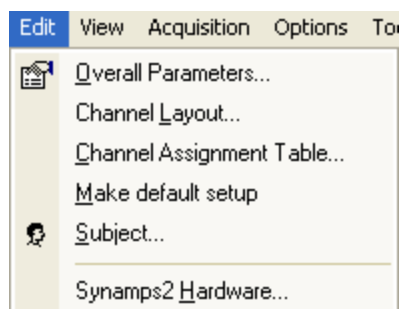 Edit View Acquisition Options
Overall Parameters...
Channel Layout...
Channel Assignment Table...
Make default setup
Subject...
Synamps2 Hardware...